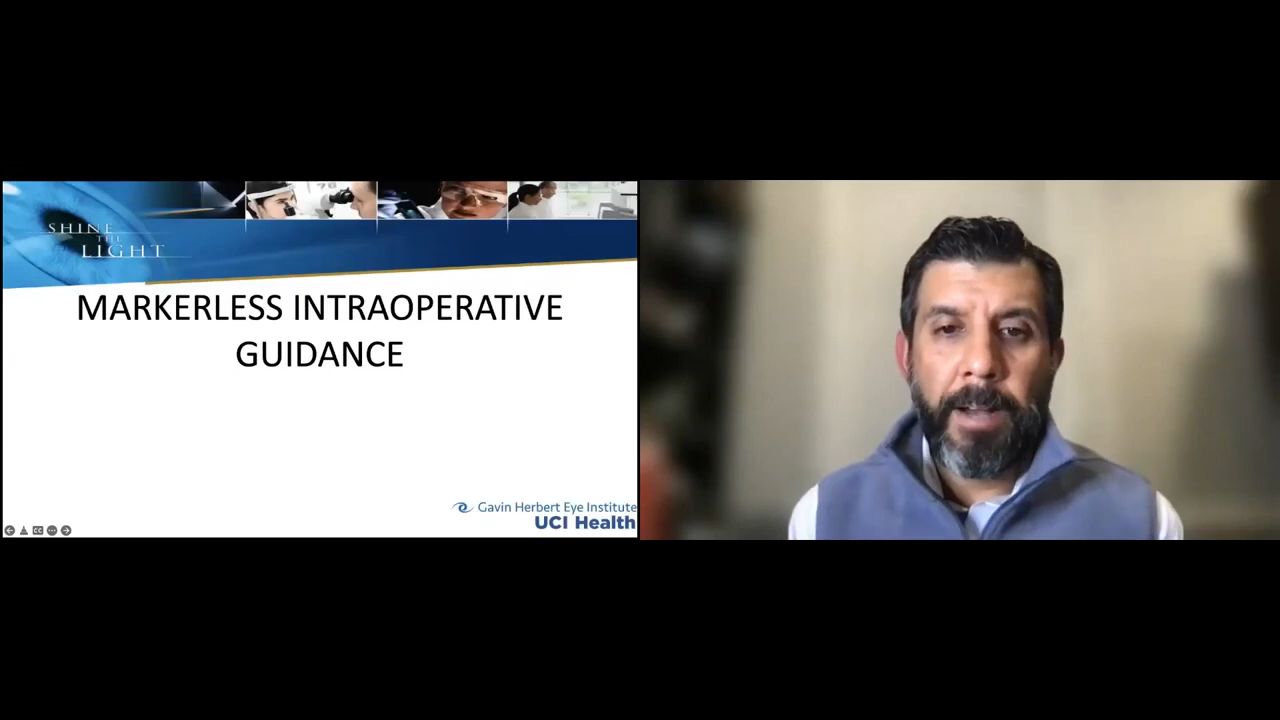 SHINE
THE
LIGHT
MARKERLESS INTRAOPERATIVE
GUIDANCE
Gavin Herbert Eye Institute
UCI Health